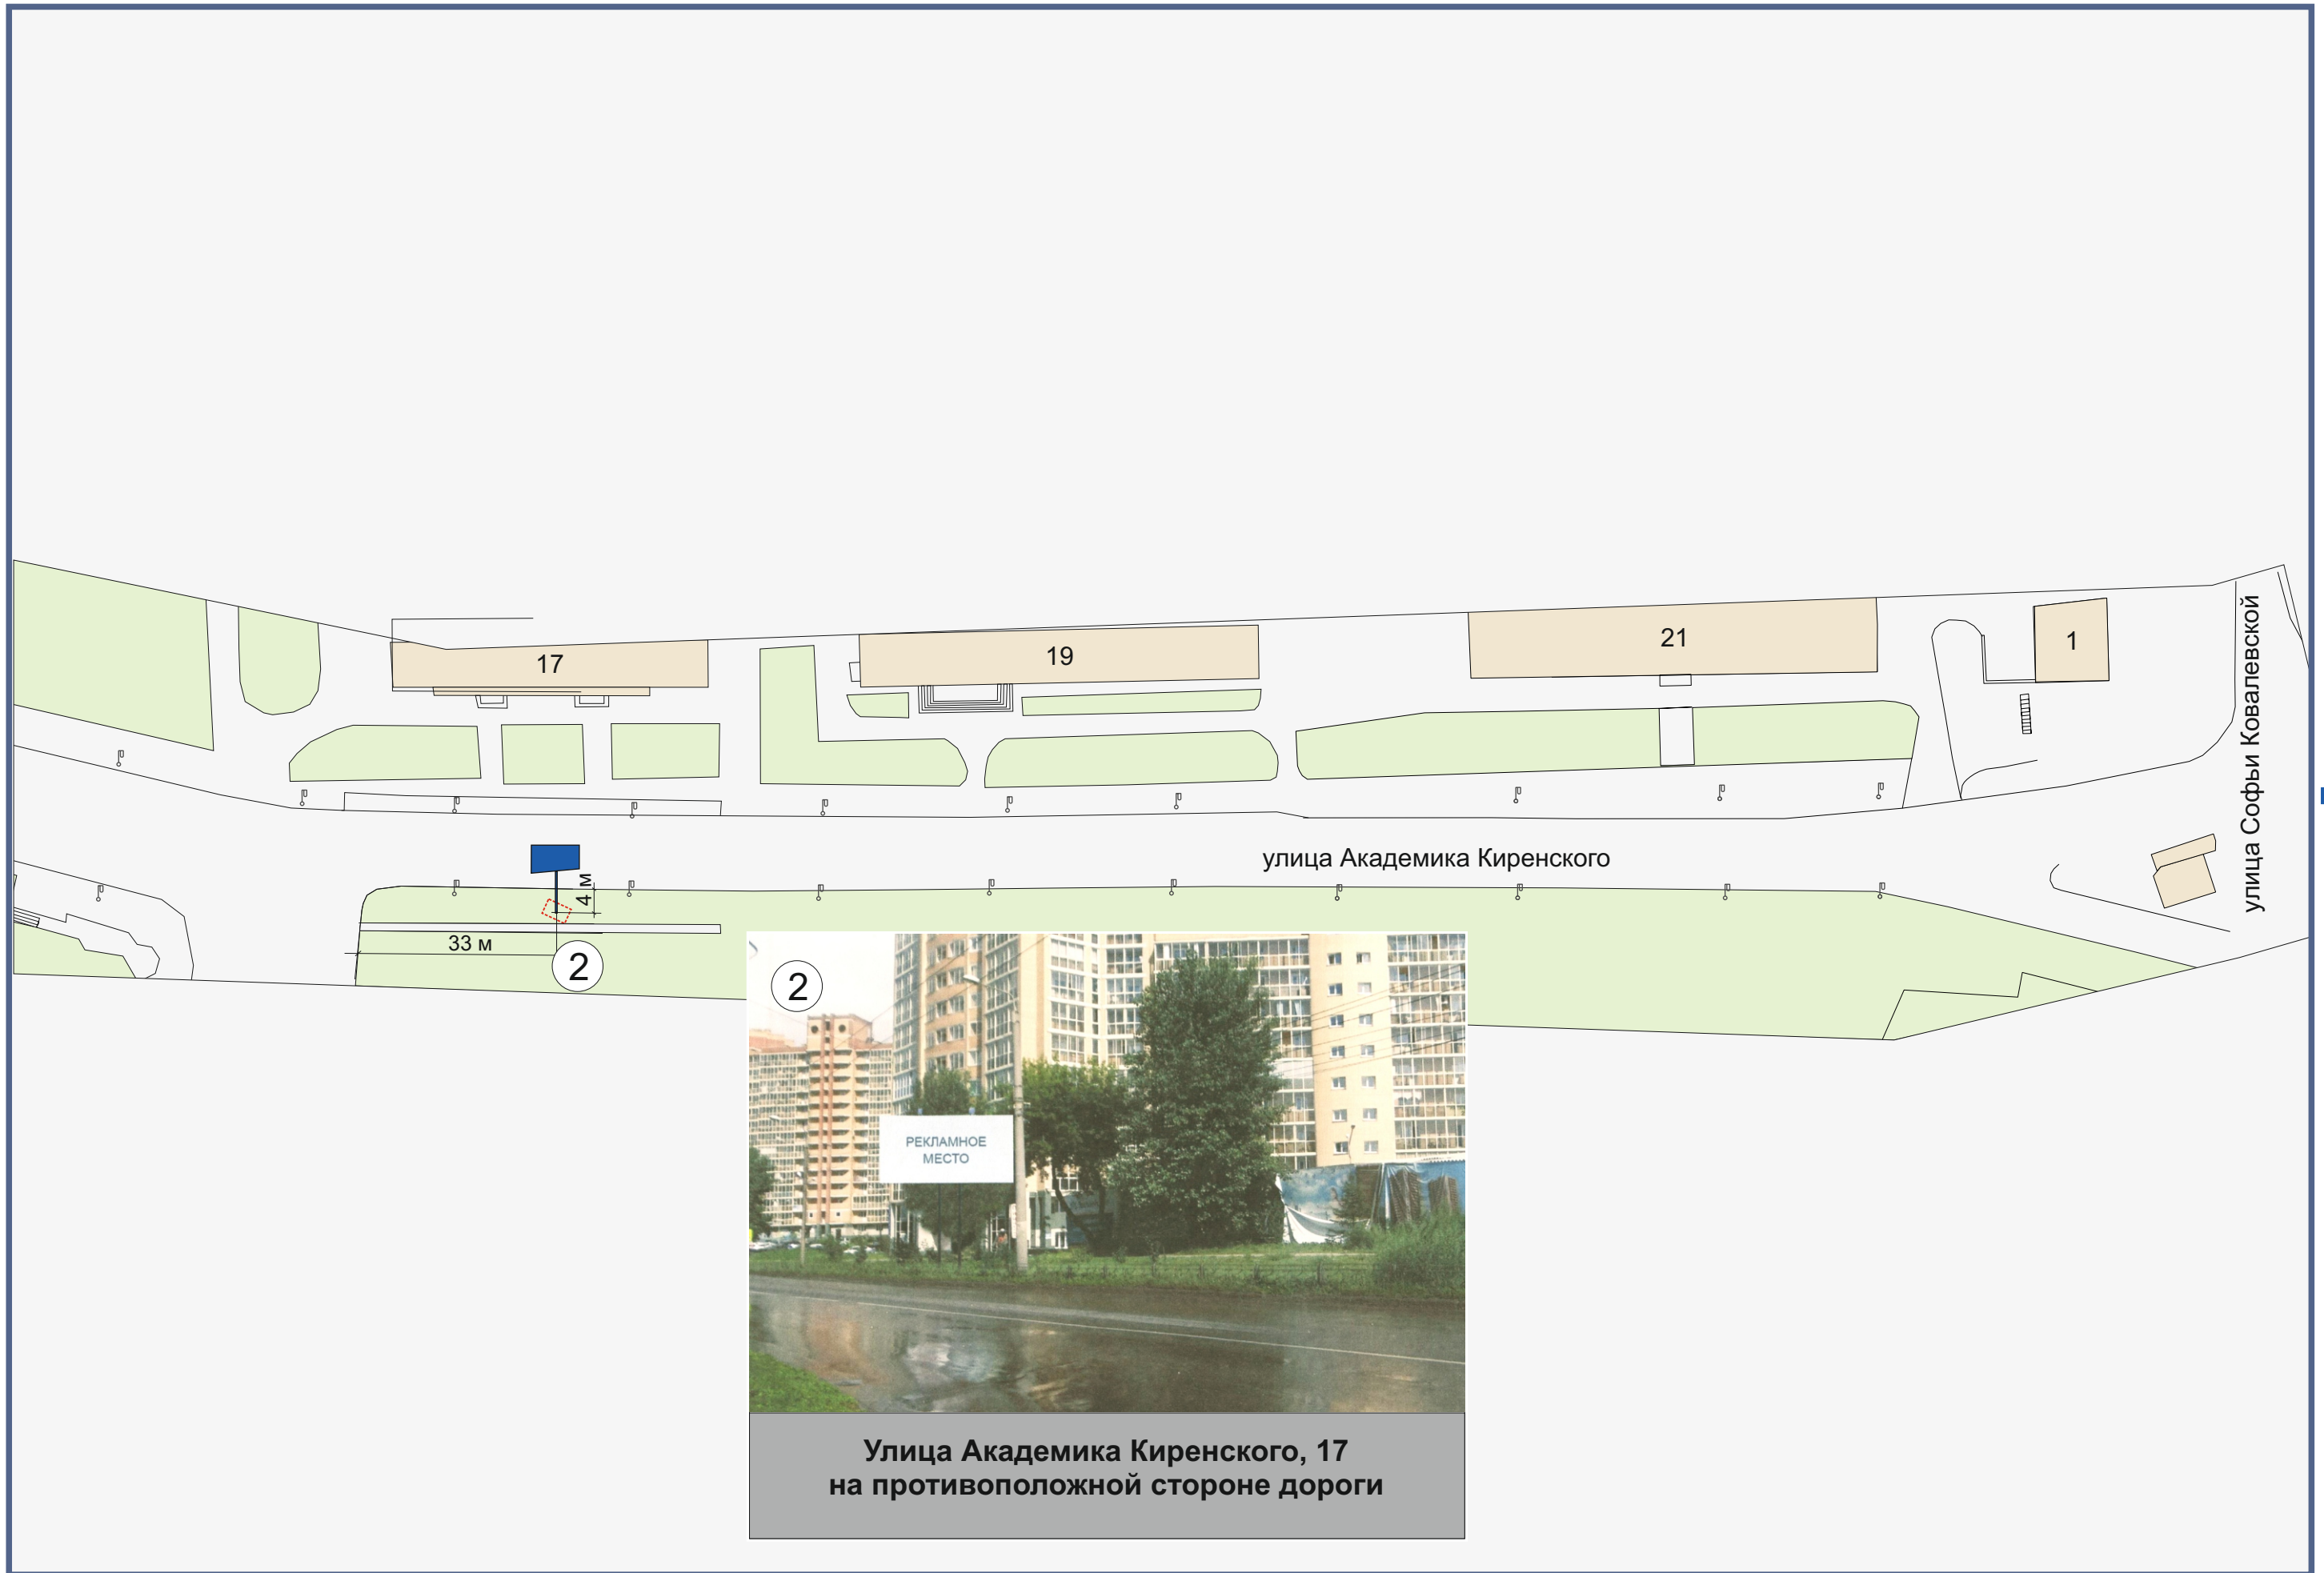 17
19
21
1
улица Софьи Ковалевской
улица Академика Киренского
4 м
33 м
2
2
РЕКЛАМНОЕ
МЕСТО
Улица Академика Киренского, 17
на противоположной стороне дороги